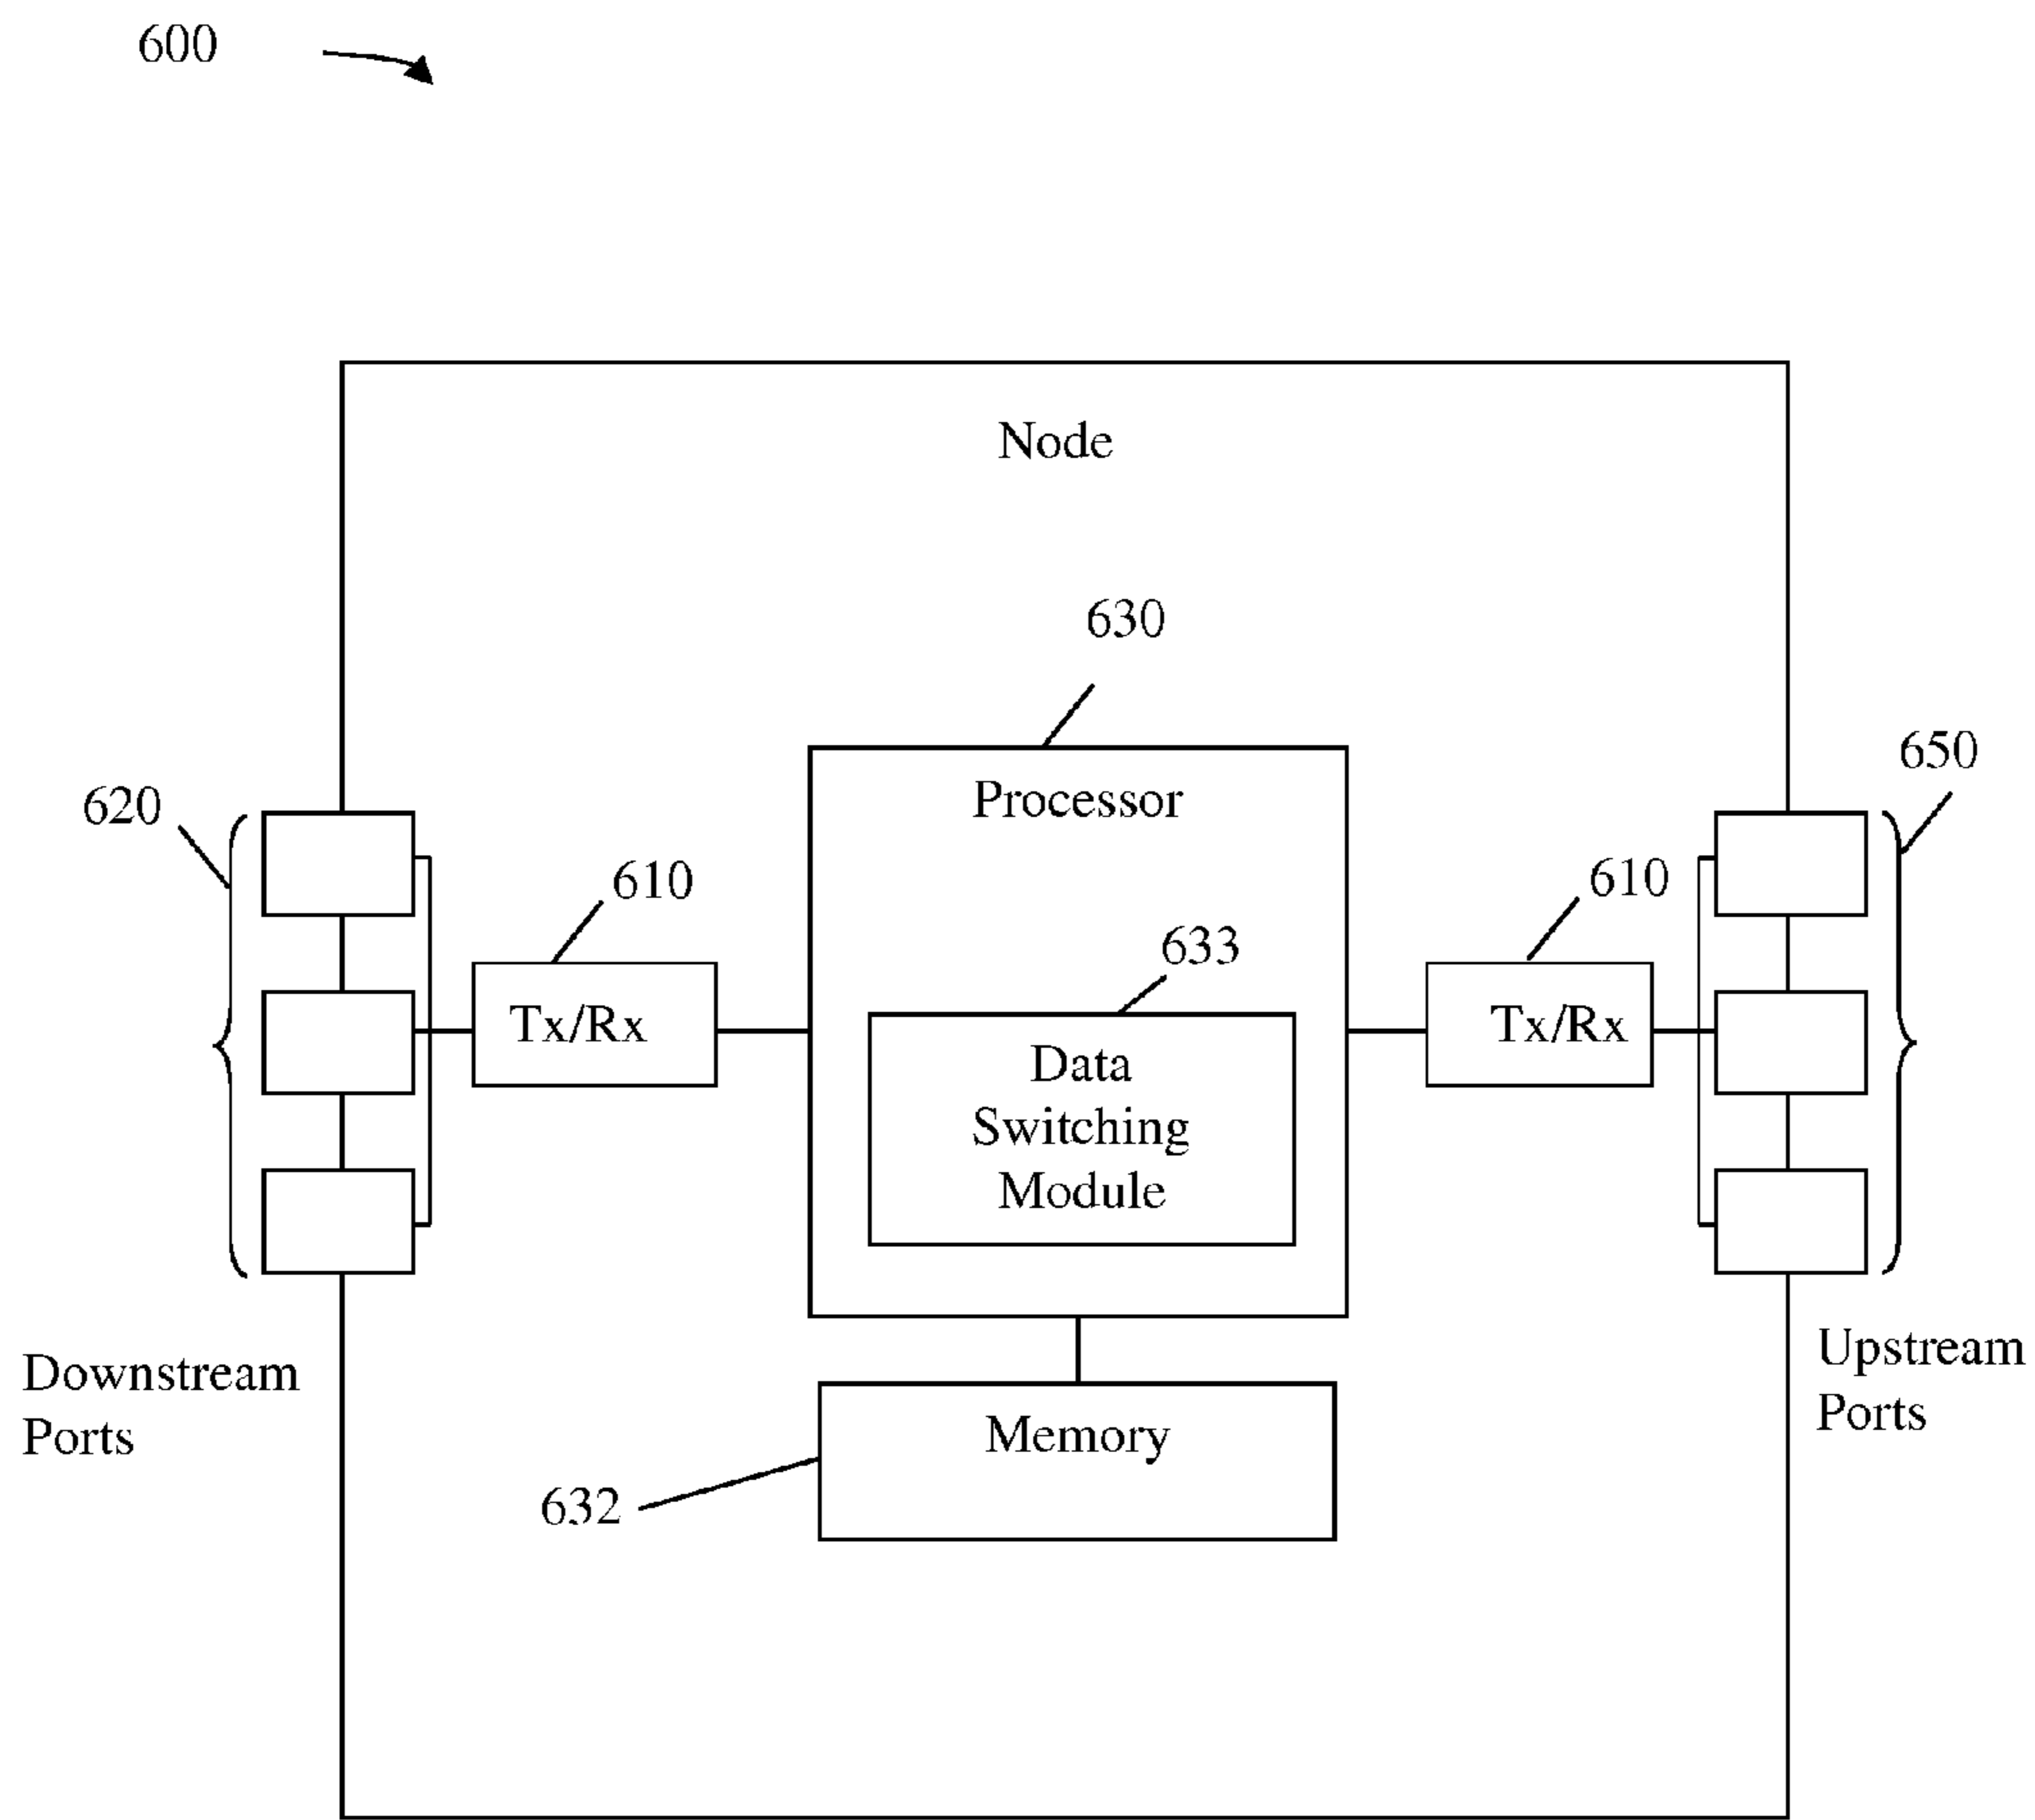 600
Node
630
650
620
Processor
610
610
633
Tx/Rx
Tx/Rx
Data
Switching
Module
Upstream
Ports
Downstream
Ports
Memory
632